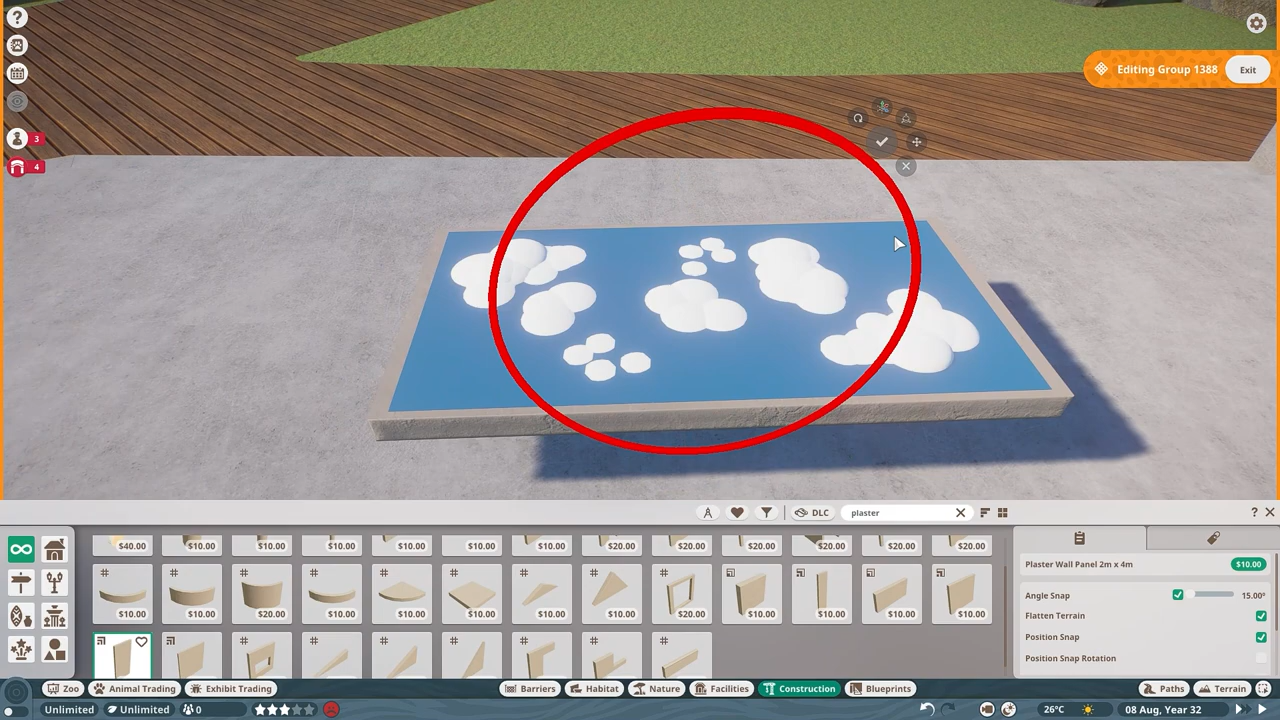 Editing Group 1388
Exit
3
4
plaster
DLC
?
$40.00 $10.00 $10.00 $10.00 $10.00 $10.00 $10.00 $20.00 $20.00 $20.00 $20.00 $20.00 $20.00
$10.00 $10.00 $20.00 $10.00 $10.00 $10.00 $10.00 $10.00 $20.00 $10.00 $10.00 $10.00 $10.00
Plaster Wall Panel 2m x 4m $10.00
Angle Snap 15.00°
Flatten Terrain
Position Snap
Position Snap Rotation
Zoo Animal Trading Exhibit Trading Barriers Habitat Nature Facilities Construction Blueprints Paths Terrain
Unlimited Unlimited 0 26°C 08 Aug, Year 32